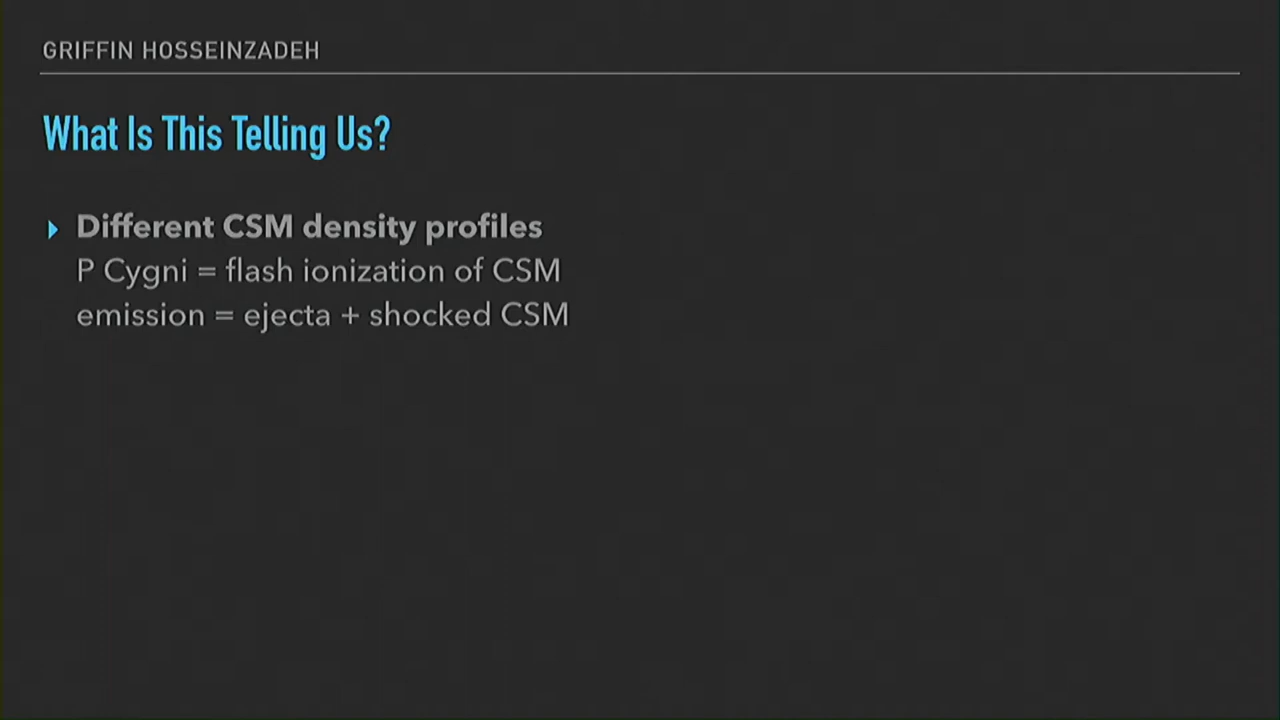 GRIFFIN HOSSEINZADEH
What Is This Telling Us?
Different CSM density profiles
P Cygni = flash ionization of CSM
emission = ejecta + shocked CSM